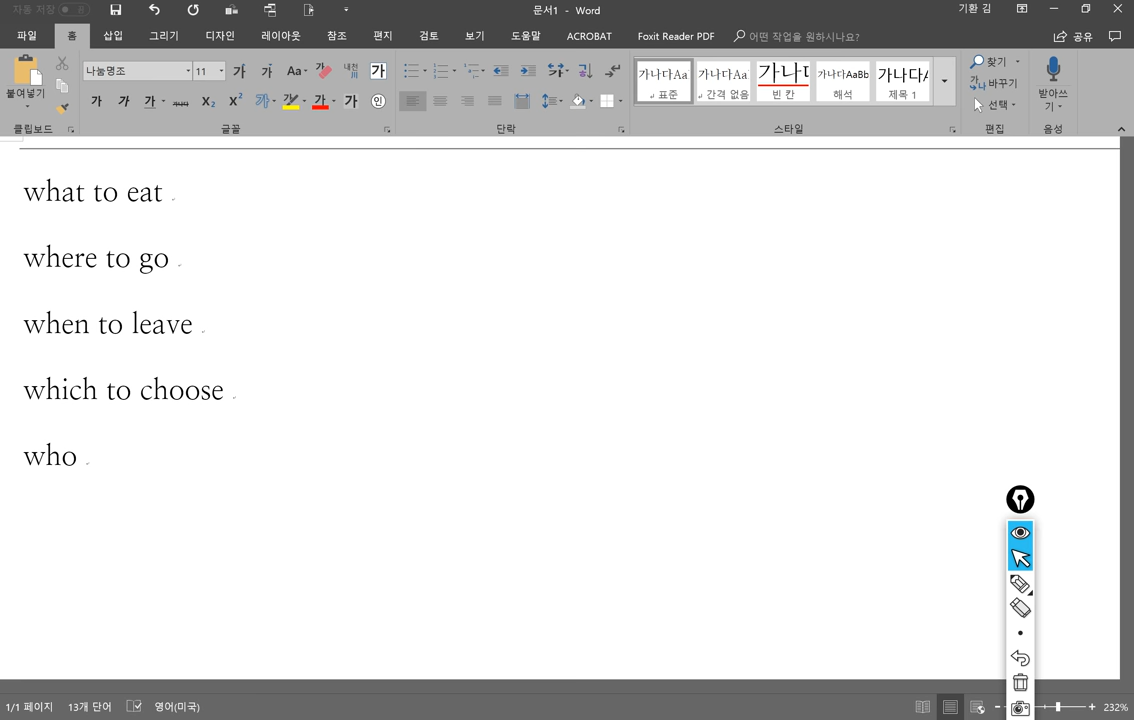 자동 저장
문서1 - Word
기환 김
파일 홈 삽입 그리기 디자인 레이아웃 참조 편지 검토 보기 도움말 ACROBAT Foxit Reader PDF 어떤 작업을 원하시나요? 공유
나눔명조 11 가 가 Aa 가 내천 가
가 가 가 가 X₂ X² 가 가 가
붙여넣기
가나다Aa 가나다Aa 가나다 가나다AaBb 가나다A
표준 간격 없음 빈 칸 해석 제목 1
찾기
바꾸기
선택
받아쓰기
클립보드 글꼴 단락 스타일 편집 음성
what to eat
where to go
when to leave
which to choose
who
1/1 페이지 13개 단어 영어(미국) 232%